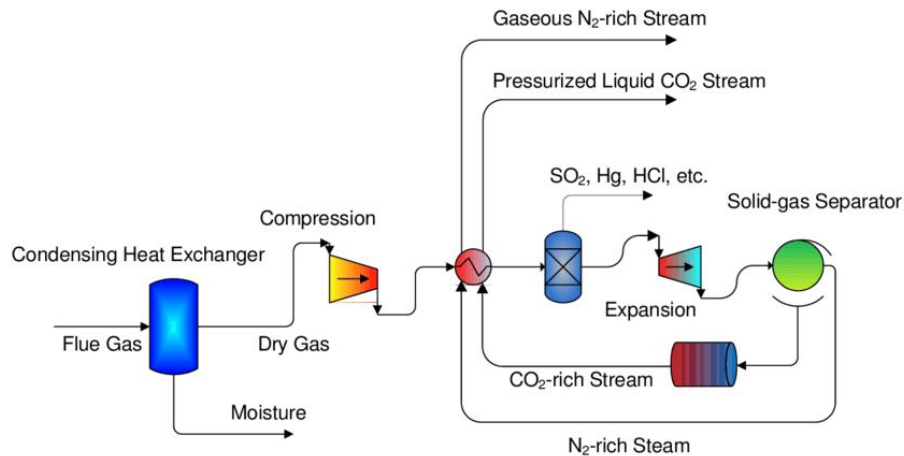 Gaseous N₂-rich Stream
Pressurized Liquid CO₂ Stream
SO₂, Hg, HCl, etc.
Solid-gas Separator
Compression
Condensing Heat Exchanger
Expansion
Flue Gas
Dry Gas
CO₂-rich Stream
Moisture
N₂-rich Steam